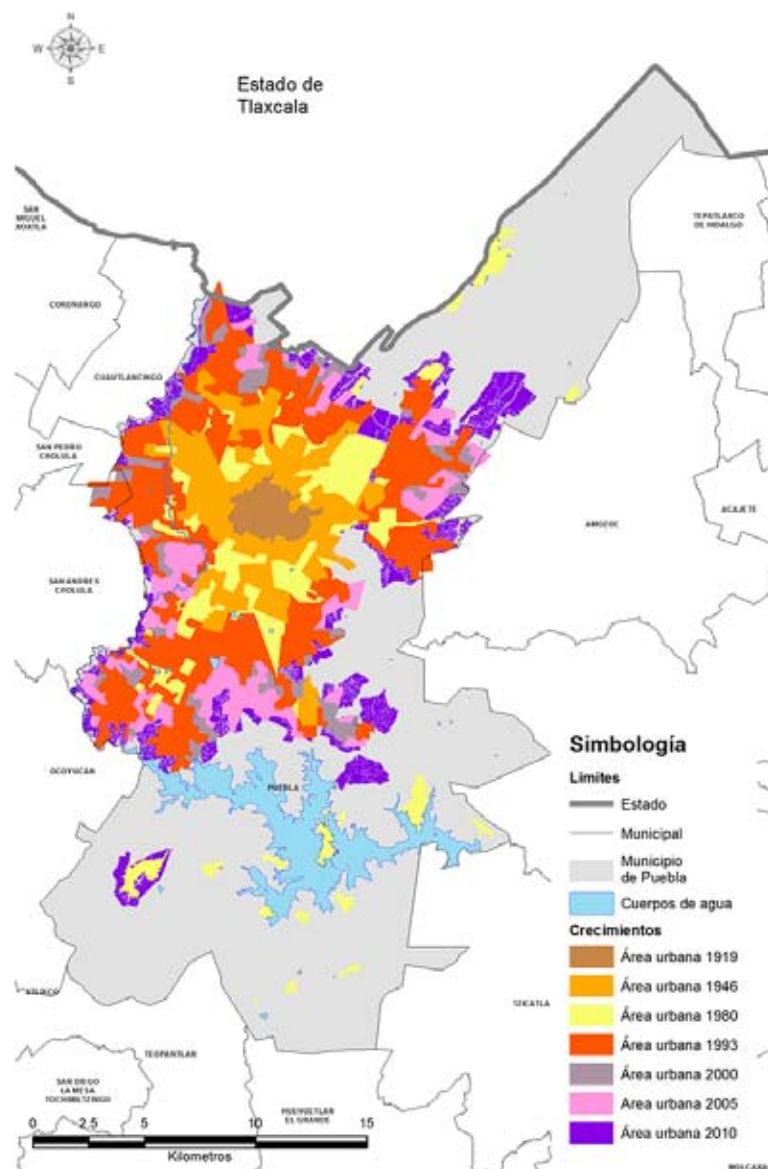 N
W E
S
Estado de
Tlaxcala
SAN
MIGUEL
XOXTLA
TEPATLAXCO
DE HIDALGO
CORONANGO
CUAUTLANCINGO
SAN PEDRO
CHOLULA
ACAJETE
AMOZOC
SAN ANDRES
CHOLULA
OCOYUCAN
PUEBLA
Simbología
Límites
Estado
Municipal
Municipio
de Puebla
Cuerpos de agua
Crecimientos
Área urbana 1919
Área urbana 1946
Área urbana 1980
Área urbana 1993
Área urbana 2000
Area urbana 2005
Área urbana 2010
ATLIXCO
TZICATLA
TEOPANTLAN
SAN DIEGO
LA MESA
TOCHIMILTZINGO
HUEHUETLAN
EL GRANDE
0 2,5 5 10 15
Kilometros